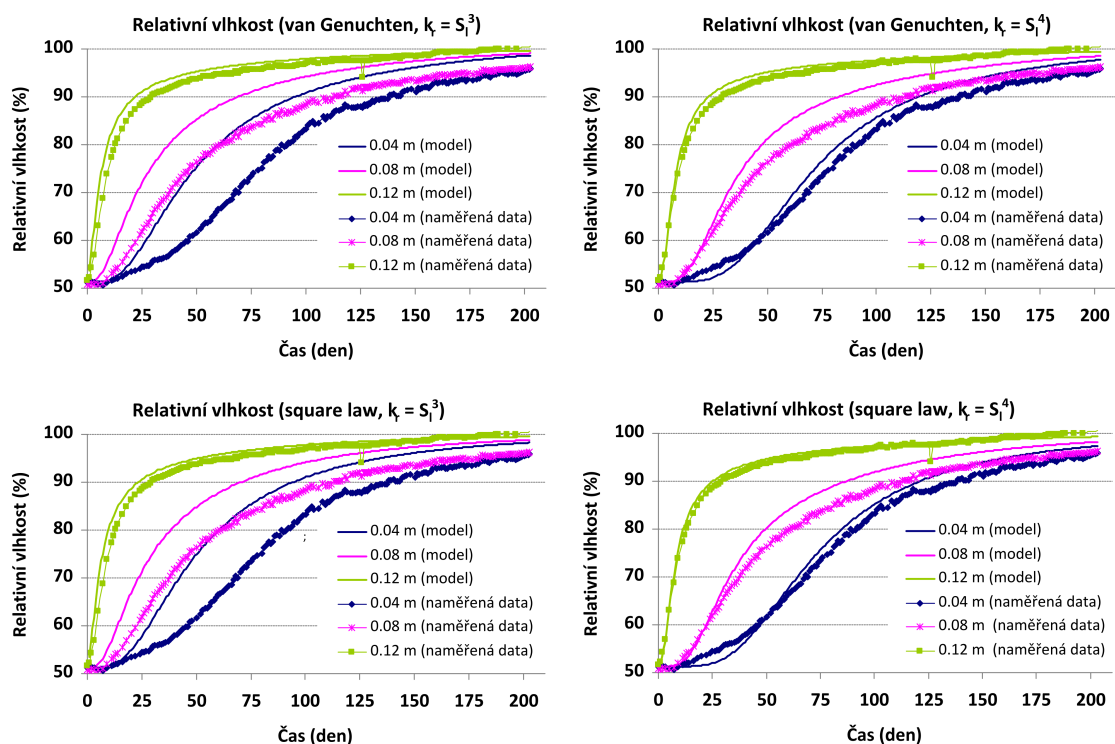 Relativní vlhkost (van Genuchten, kr = Sl3)
Relativní vlhkost (%)
100
90
80
70
60
50
0.04 m (model)
0.08 m (model)
0.12 m (model)
0.04 m (naměřená data)
0.08 m (naměřená data)
0.12 m (naměřená data)
0 25 50 75 100 125 150 175 200
Čas (den)
Relativní vlhkost (van Genuchten, kr = Sl4)
Relativní vlhkost (%)
100
90
80
70
60
50
0.04 m (model)
0.08 m (model)
0.12 m (model)
0.04 m (naměřená data)
0.08 m (naměřená data)
0.12 m (naměřená data)
0 25 50 75 100 125 150 175 200
Čas (den)
Relativní vlhkost (square law, kr = Sl3)
Relativní vlhkost (%)
100
90
80
70
60
50
;
0.04 m (model)
0.08 m (model)
0.12 m (model)
0.04 m (naměřená data)
0.08 m (naměřená data)
0.12 m (naměřená data)
0 25 50 75 100 125 150 175 200
Čas (den)
Relativní vlhkost (square law, kr = Sl4)
Relativní vlhkost (%)
100
90
80
70
60
50
0.04 m (model)
0.08 m (model)
0.12 m (model)
0.04 m (naměřená data)
0.08 m (naměřená data)
0.12 m (naměřená data)
0 25 50 75 100 125 150 175 200
Čas (den)